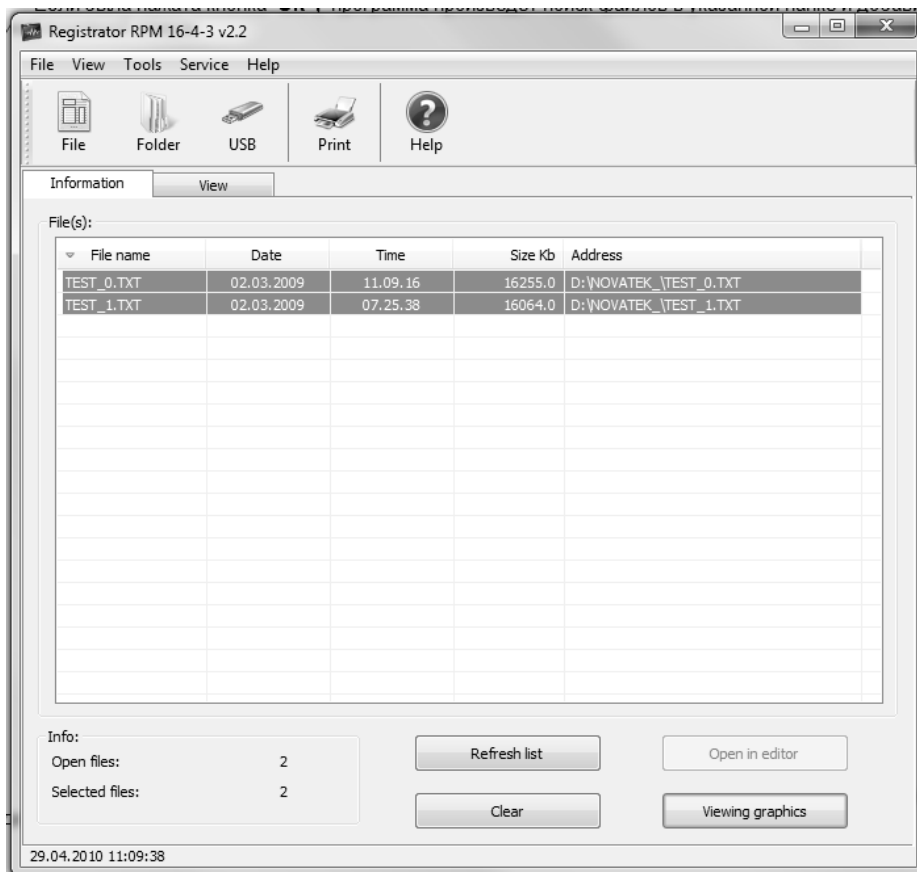 Registrator RPM 16-4-3 v2.2
File View Tools Service Help
File Folder USB Print Help
Information View
File(s):
File name Date Time Size Kb Address
TEST_0.TXT 02.03.2009 11.09.16 16255.0 D:\NOVATEK_\TEST_0.TXT
TEST_1.TXT 02.03.2009 07.25.38 16064.0 D:\NOVATEK_\TEST_1.TXT
Info:
Open files: 2
Selected files: 2
Refresh list Open in editor
Clear Viewing graphics
29.04.2010 11:09:38